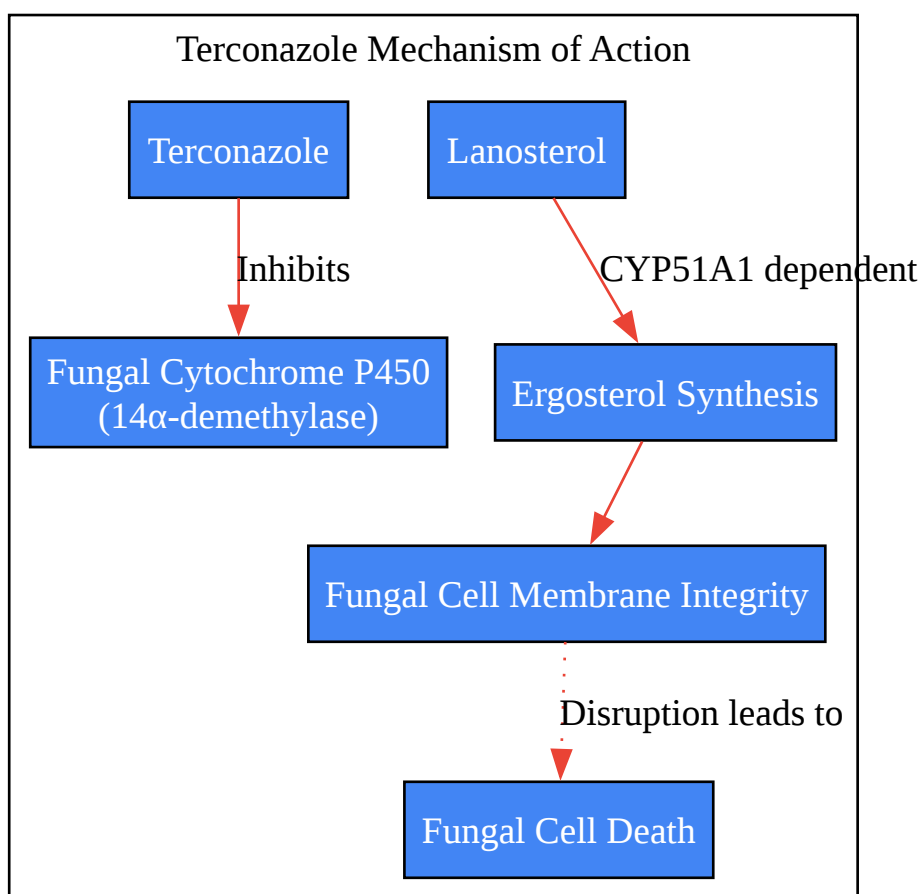 Terconazole Mechanism of Action
Terconazole
Lanosterol
Inhibits
CYP51A1 dependent
Fungal Cytochrome P450
(14α-demethylase)
Ergosterol Synthesis
Fungal Cell Membrane Integrity
Disruption leads to
Fungal Cell Death